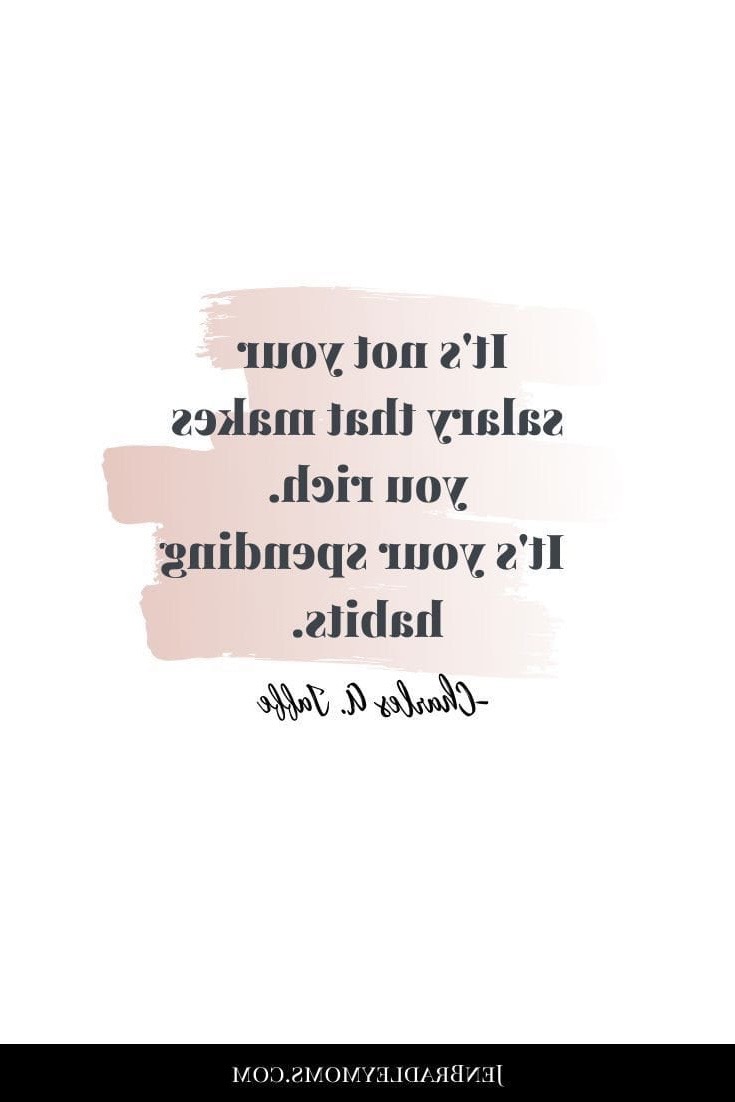 It's not your
salary that makes
you rich.
It's your spending
habits.
-Charles A. Jaffe
JenBradleymoms.com